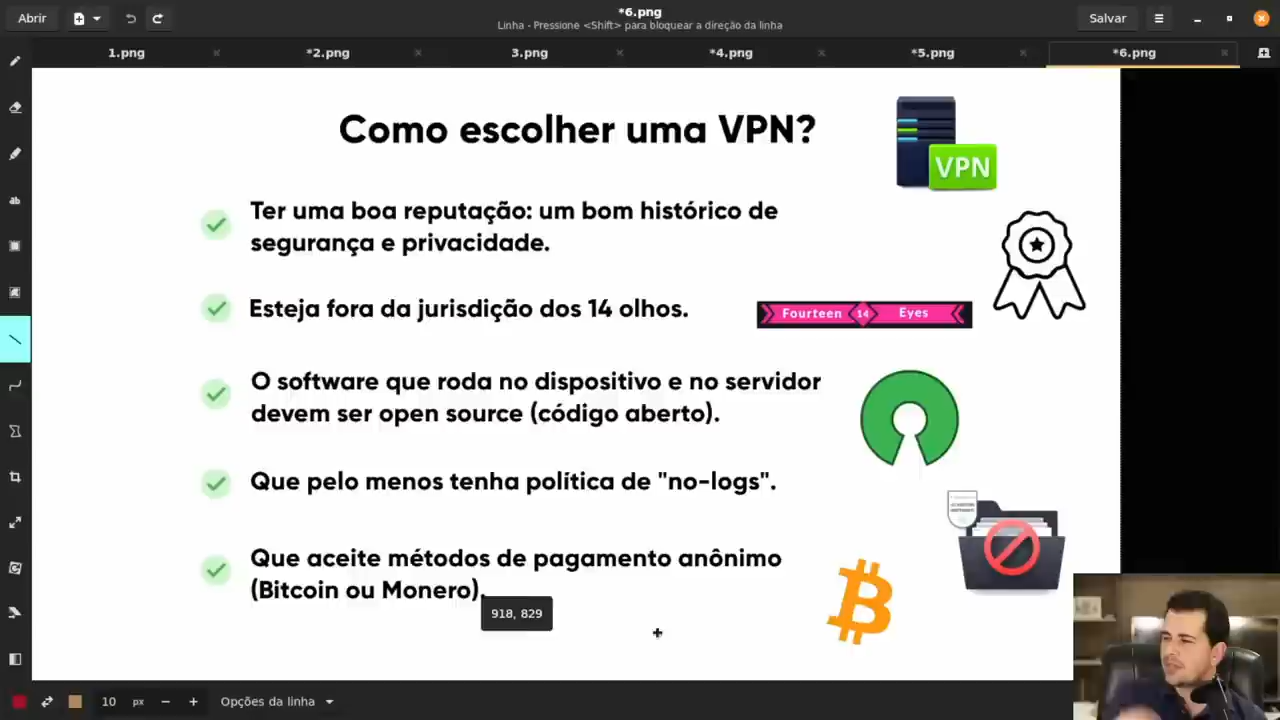 Abrir
*6.png
Linha - Pressione <Shift> para bloquear a direção da linha
Salvar
1.png
*2.png
3.png
*4.png
*5.png
*6.png
Como escolher uma VPN?
VPN
Ter uma boa reputação: um bom histórico de
segurança e privacidade.
Esteja fora da jurisdição dos 14 olhos.
Fourteen 14 Eyes
O software que roda no dispositivo e no servidor
devem ser open source (código aberto).
Que pelo menos tenha política de "no-logs".
Que aceite métodos de pagamento anônimo
(Bitcoin ou Monero).
918, 829
ab
10 px
Opções da linha